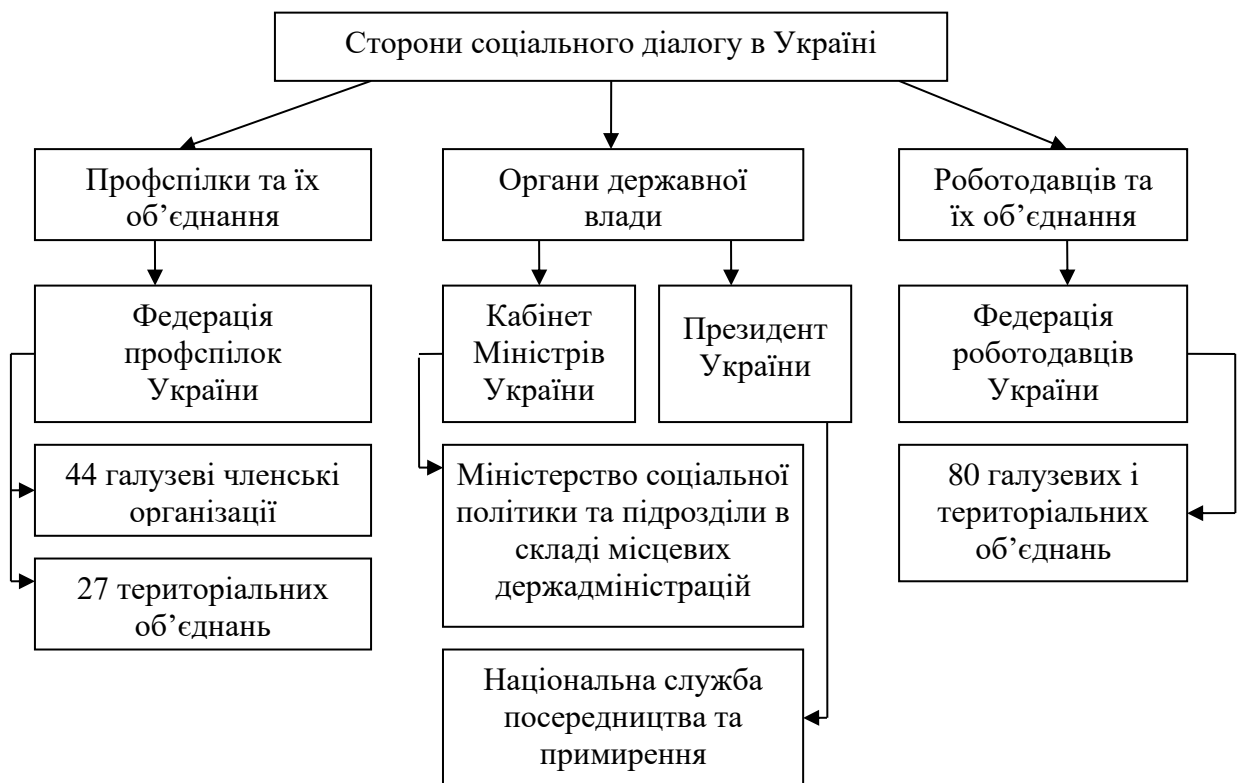 Сторони соціального діалогу в Україні
Профспілки та їх
об’єднання
Органи державної
влади
Роботодавців та
їх об’єднання
Федерація
профспілок
України
Кабінет
Міністрів
України
Президент
України
Федерація
роботодавців
України
44 галузеві членські
організації
Міністерство соціальної
політики та підрозділи в
складі місцевих
держадміністрацій
80 галузевих і
територіальних
об’єднань
27 територіальних
об’єднань
Національна служба
посередництва та
примирення